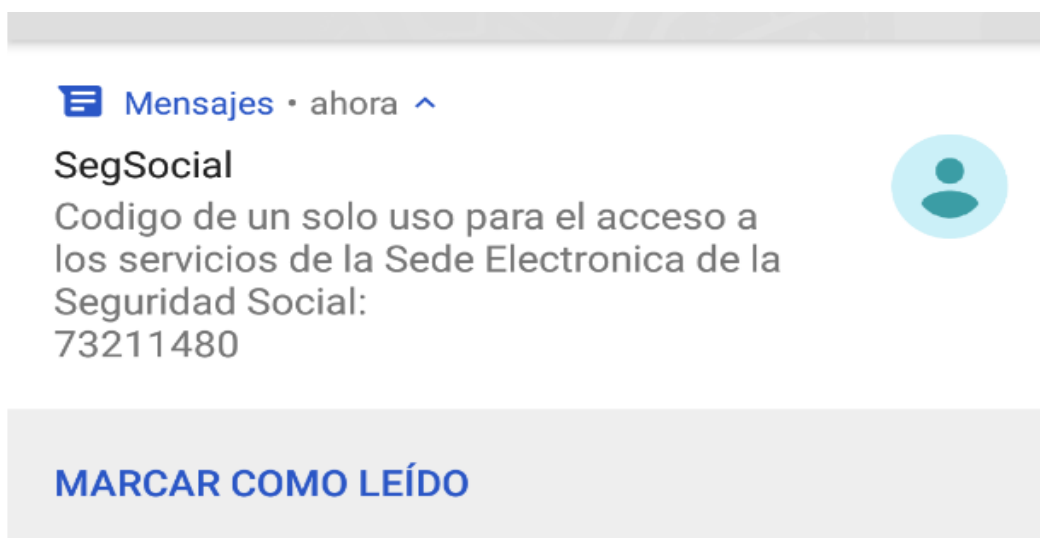 Mensajes • ahora
SegSocial
Codigo de un solo uso para el acceso a
los servicios de la Sede Electronica de la
Seguridad Social:
73211480
MARCAR COMO LEÍDO